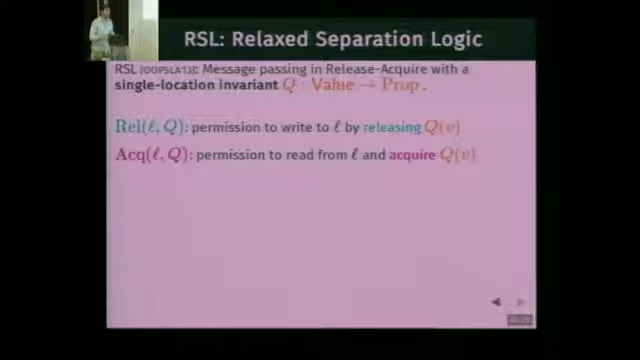 RSL: Relaxed Separation Logic
RSL [OOPSLA'13]: Message passing in Release-Acquire with a
single-location invariant Q : Value → Prop.
Rel(ℓ, Q): permission to write to ℓ by releasing Q(v)
Acq(ℓ, Q): permission to read from ℓ and acquire Q(v)